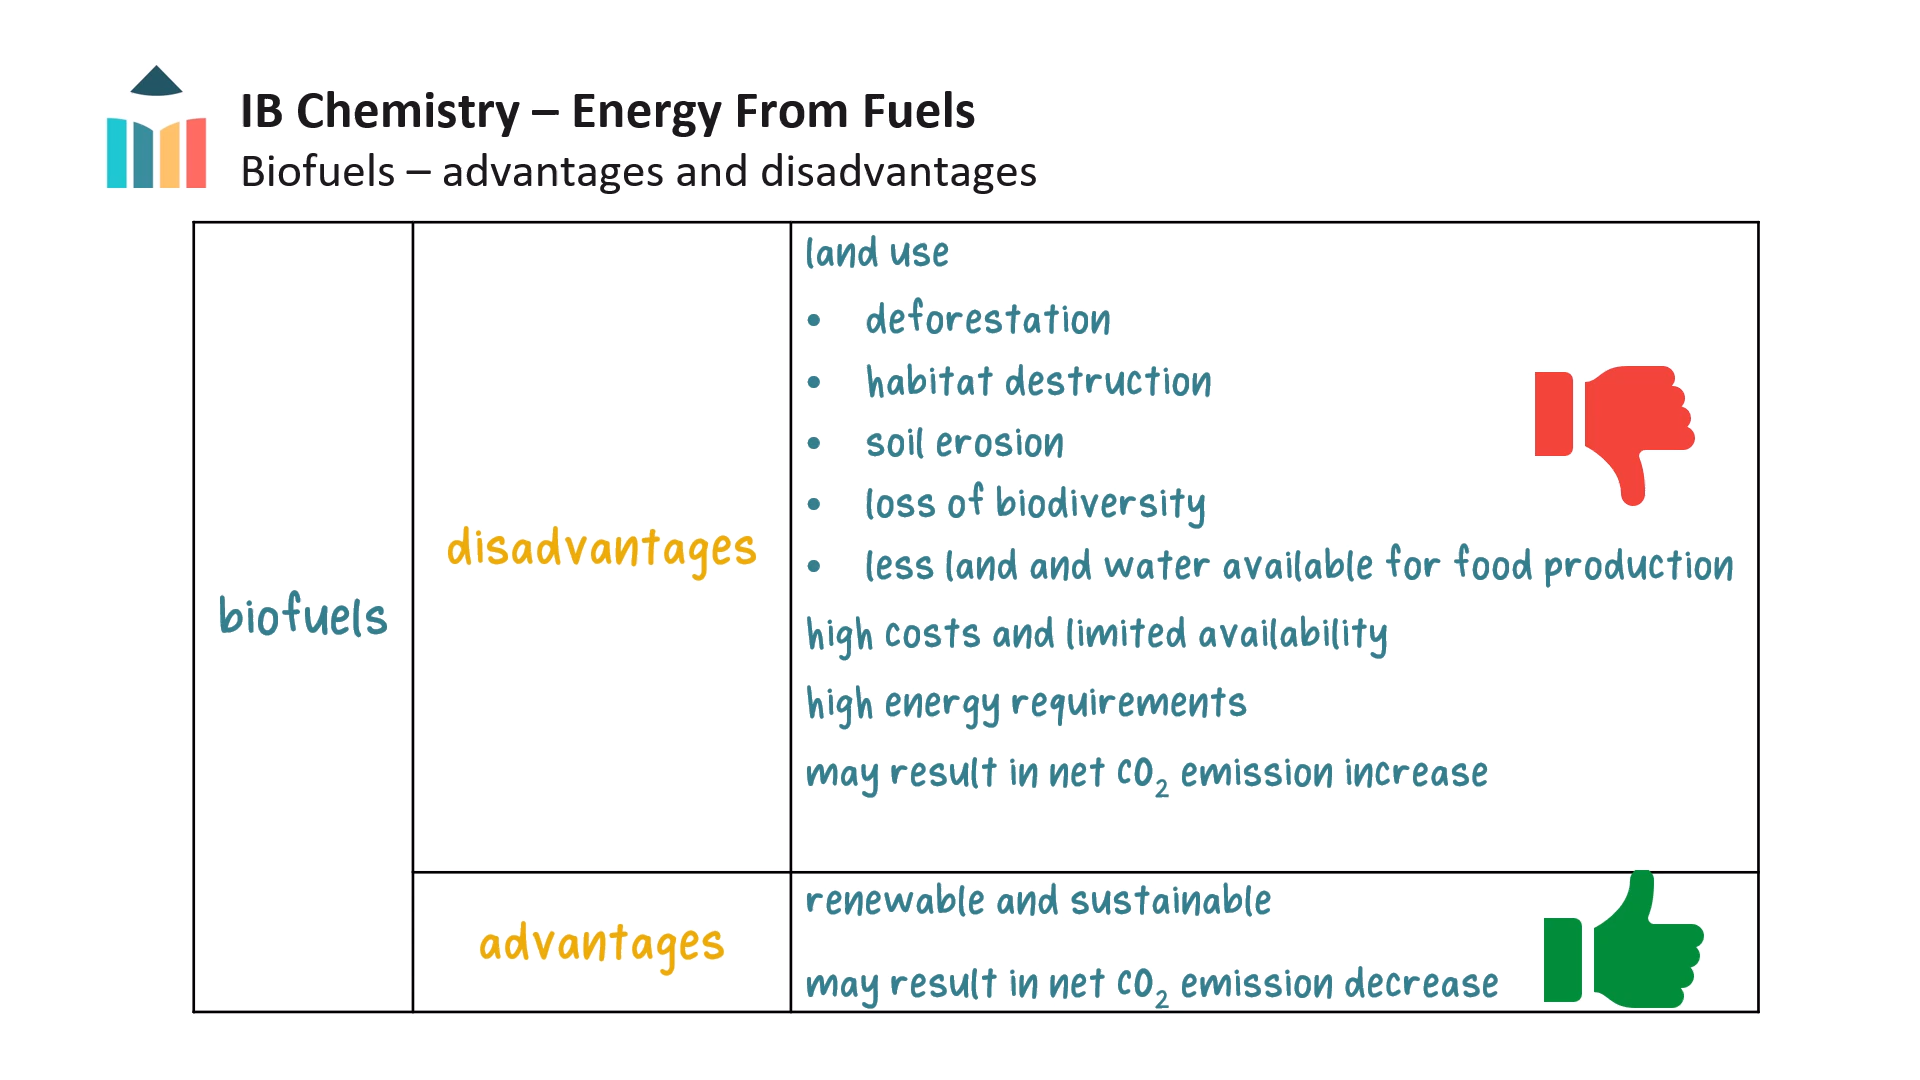 IB Chemistry – Energy From Fuels
Biofuels – advantages and disadvantages
biofuels
disadvantages
land use
• deforestation
• habitat destruction
• soil erosion
• loss of biodiversity
• less land and water available for food production
high costs and limited availability
high energy requirements
may result in net CO₂ emission increase
advantages
renewable and sustainable
may result in net CO₂ emission decrease